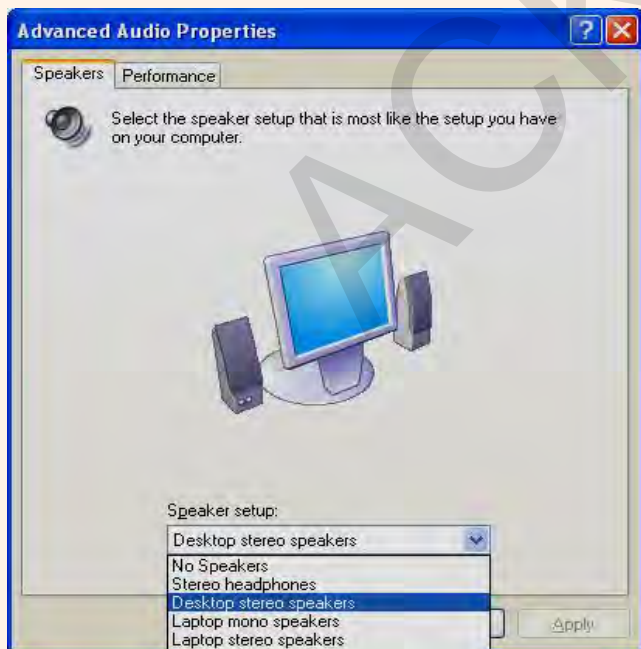 Advanced Audio Properties
Speakers Performance
Select the speaker setup that is most like the setup you have
on your computer.
Speaker setup:
Desktop stereo speakers
No Speakers
Stereo headphones
Desktop stereo speakers
Laptop mono speakers
Laptop stereo speakers
Apply